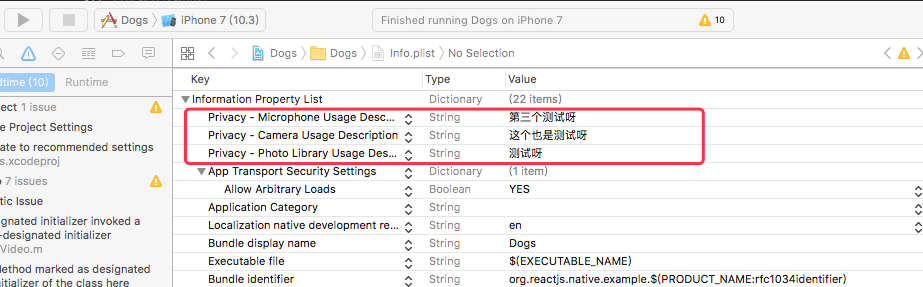 Dogs iPhone 7 (10.3) Finished running Dogs on iPhone 7 10
Dogs Dogs Info.plist No Selection
dtime (10) Runtime
Key Type Value
ect 1 issue
Information Property List Dictionary (22 items)
Privacy - Microphone Usage Desc... String 第三个测试呀
e Project Settings
Privacy - Camera Usage Description String 这个也是测试呀
ate to recommended settings
Privacy - Photo Library Usage Des... String 测试呀
s.xcodeproj
App Transport Security Settings Dictionary (1 item)
7 issues
Allow Arbitrary Loads Boolean YES
tic Issue
Application Category String
ignated initializer invoked a
Localization native development re... String en
-designated initializer
Bundle display name String Dogs
Video.m
Executable file String $(EXECUTABLE_NAME)
Method marked as designated
Bundle identifier String org.reactjs.native.example.$(PRODUCT_NAME:rfc1034identifier)
initializer of the class here